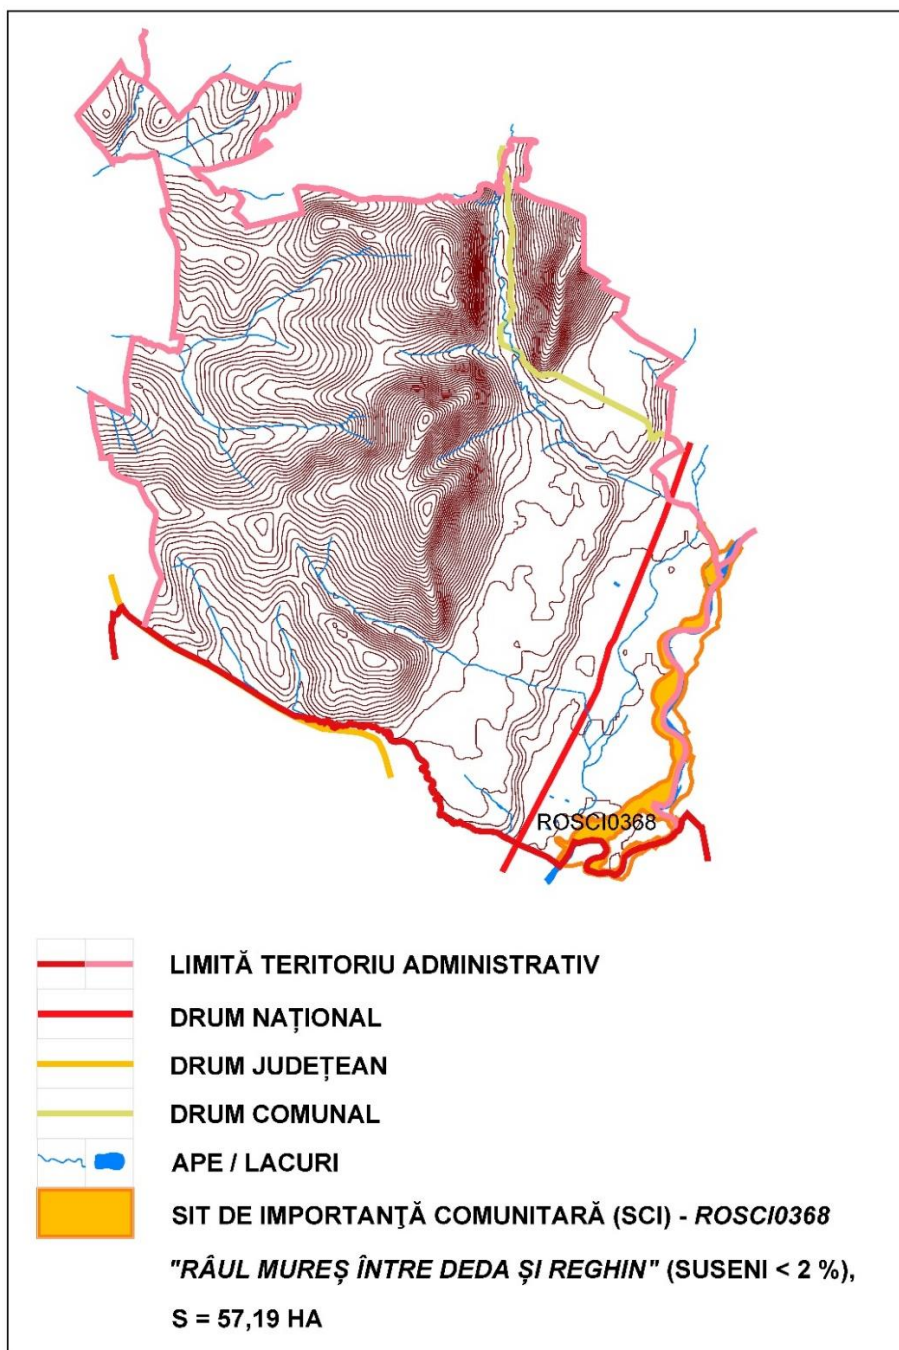 ROSCI0368
LIMITĂ TERITORIU ADMINISTRATIV
DRUM NAȚIONAL
DRUM JUDEȚEAN
DRUM COMUNAL
APE / LACURI
SIT DE IMPORTANŢĂ COMUNITARĂ (SCI) - ROSCI0368
"RÂUL MUREȘ ÎNTRE DEDA ȘI REGHIN" (SUSENI < 2 %),
S = 57,19 HA